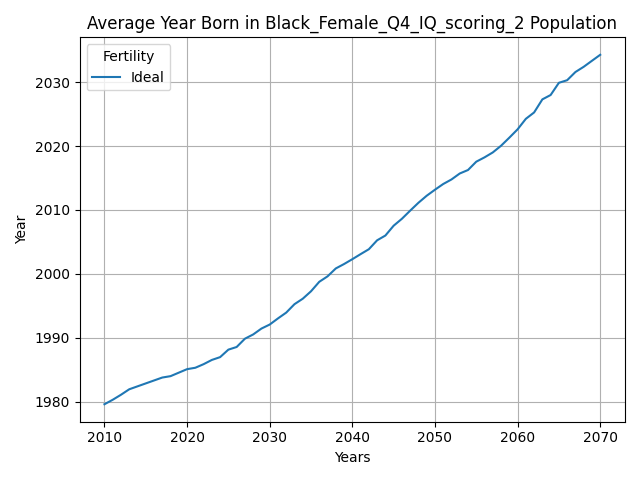 Average Year Born in Black_Female_Q4_IQ_scoring_2 Population
Fertility
Ideal
2030
2020
2010
2000
1990
1980
Year
2010 2020 2030 2040 2050 2060 2070
Years